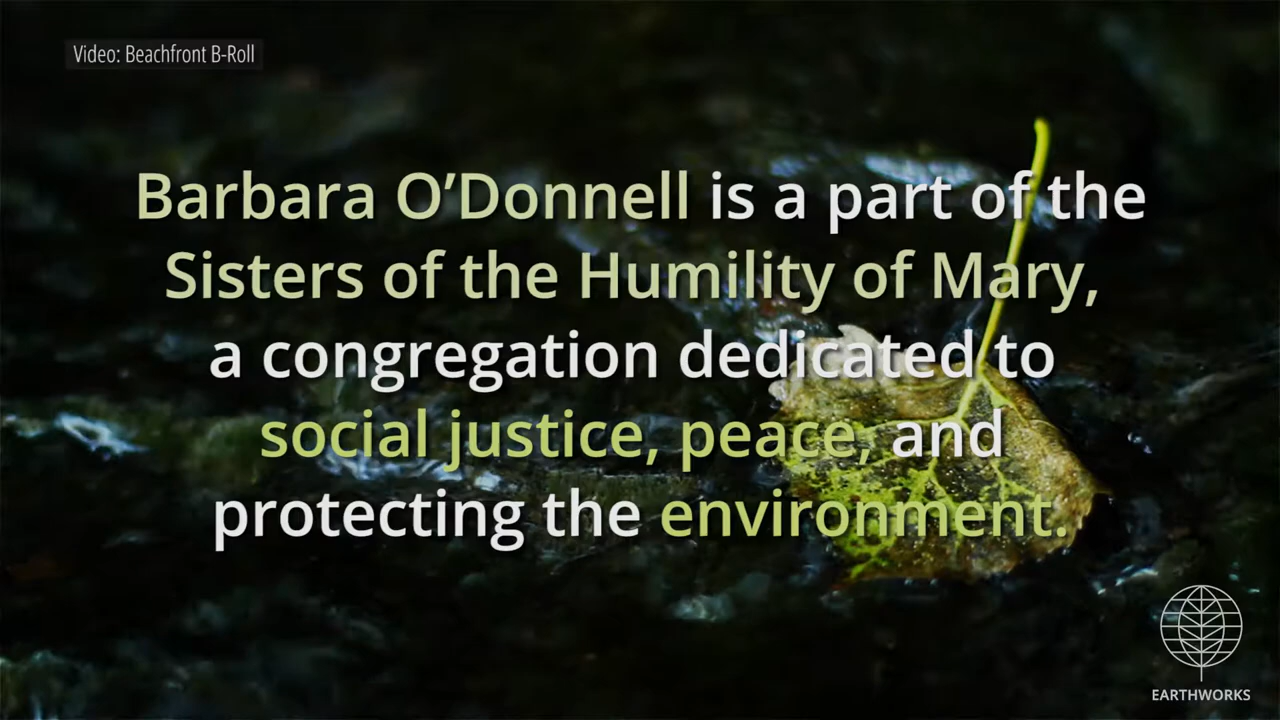 Video: Beachfront B-Roll
Barbara O’Donnell is a part of the
Sisters of the Humility of Mary,
a congregation dedicated to
social justice, peace, and
protecting the environment.
EARTHWORKS